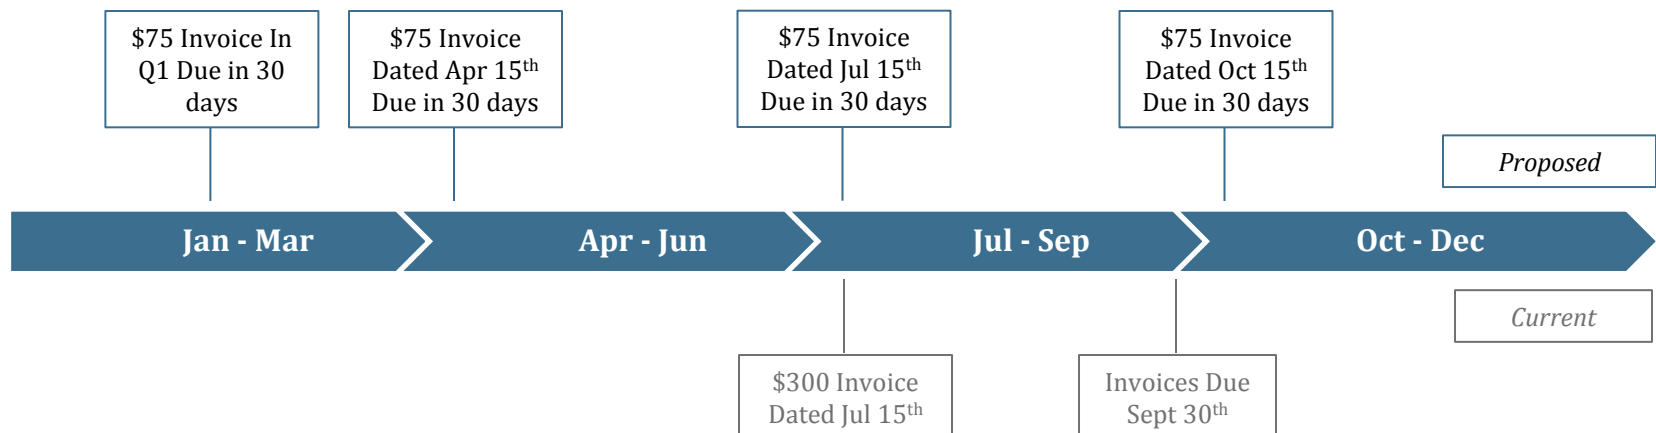 $75 Invoice In
Q1 Due in 30
days
$75 Invoice
Dated Apr 15th
Due in 30 days
$75 Invoice
Dated Jul 15th
Due in 30 days
$75 Invoice
Dated Oct 15th
Due in 30 days
Proposed
Jan - Mar
Apr - Jun
Jul - Sep
Oct - Dec
Current
$300 Invoice
Dated Jul 15th
Invoices Due
Sept 30th